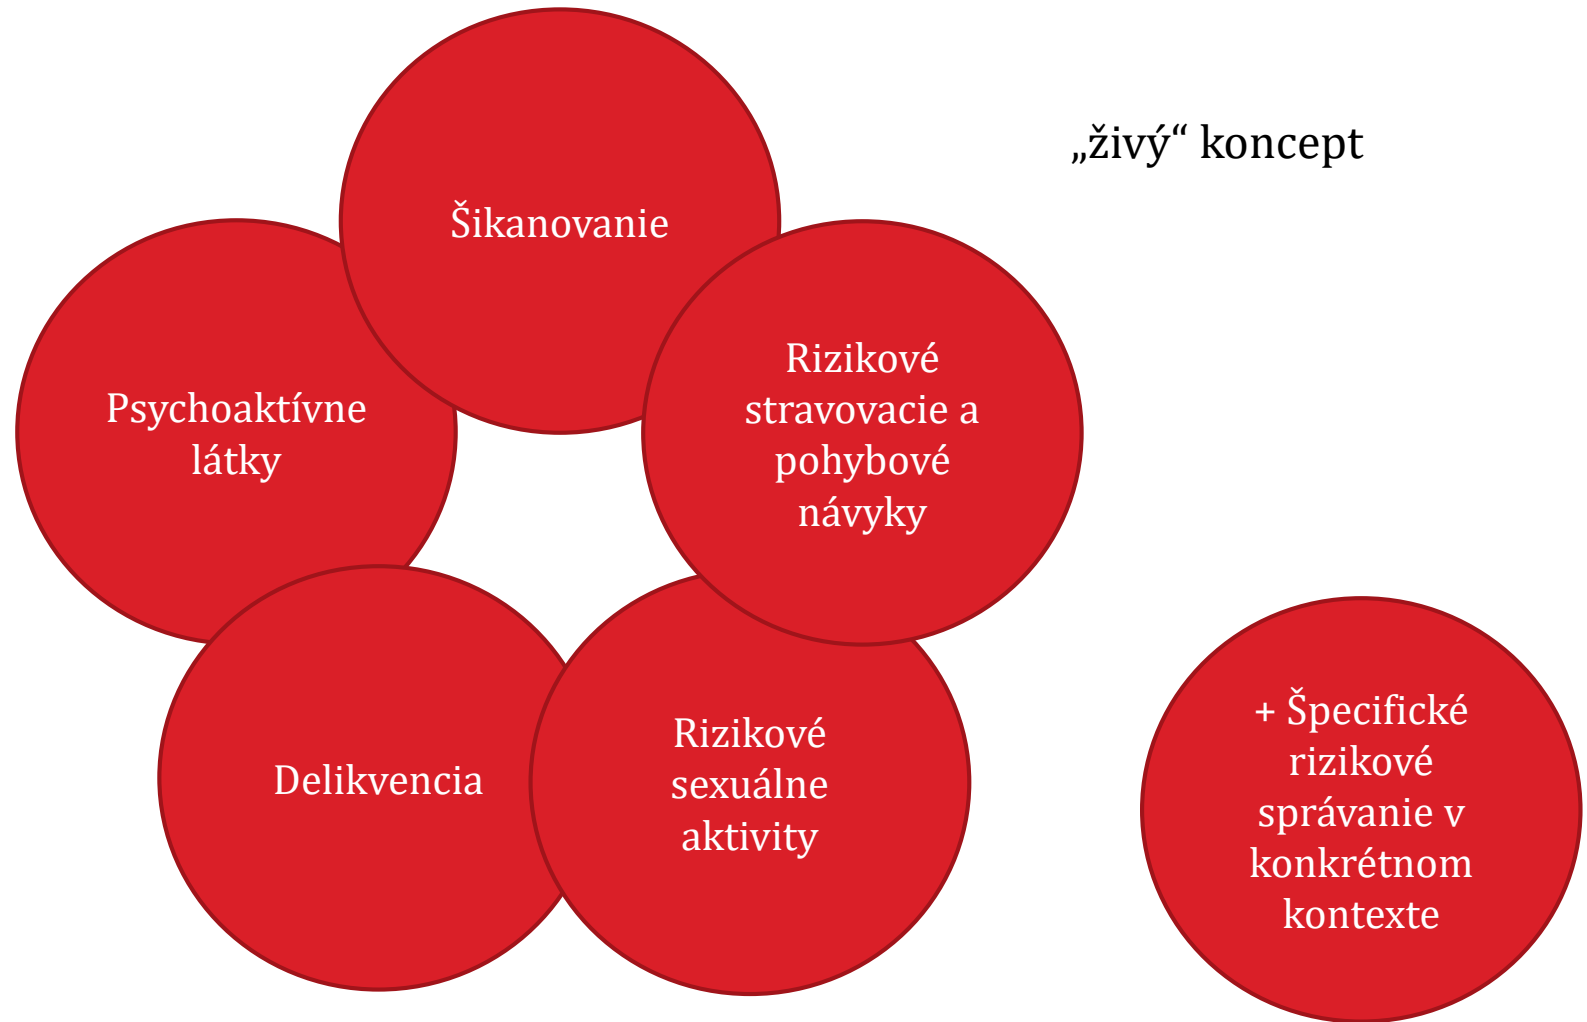 „živý“ koncept
Šikanovanie
Rizikové
stravovacie a
pohybové
návyky
Psychoaktívne
látky
Delikvencia
Rizikové
sexuálne
aktivity
+ Špecifické
rizikové
správanie v
konkrétnom
kontexte